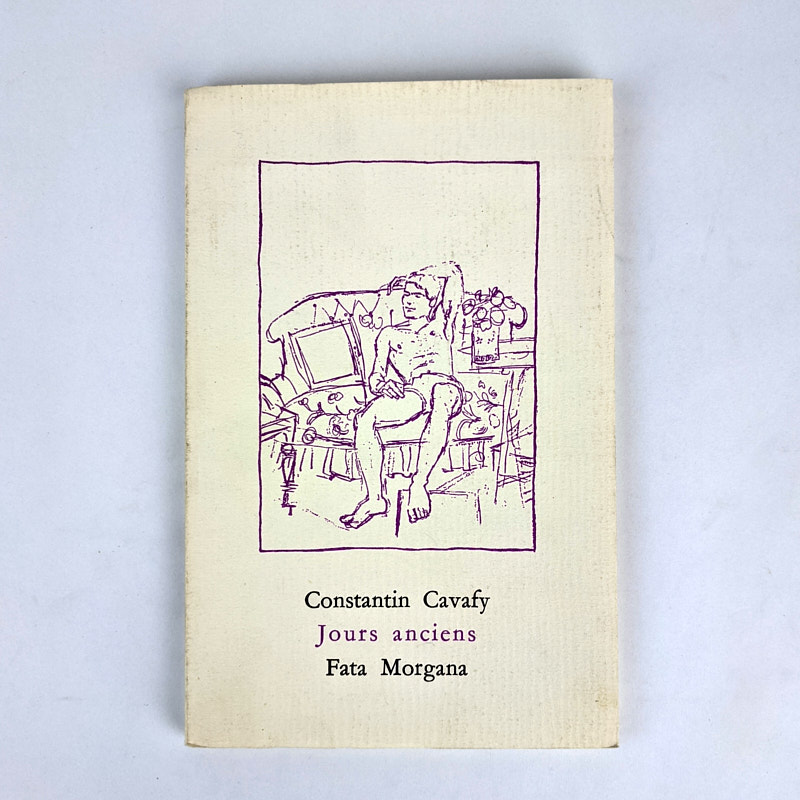 Constantin Cavafy
Jours anciens
Fata Morgana